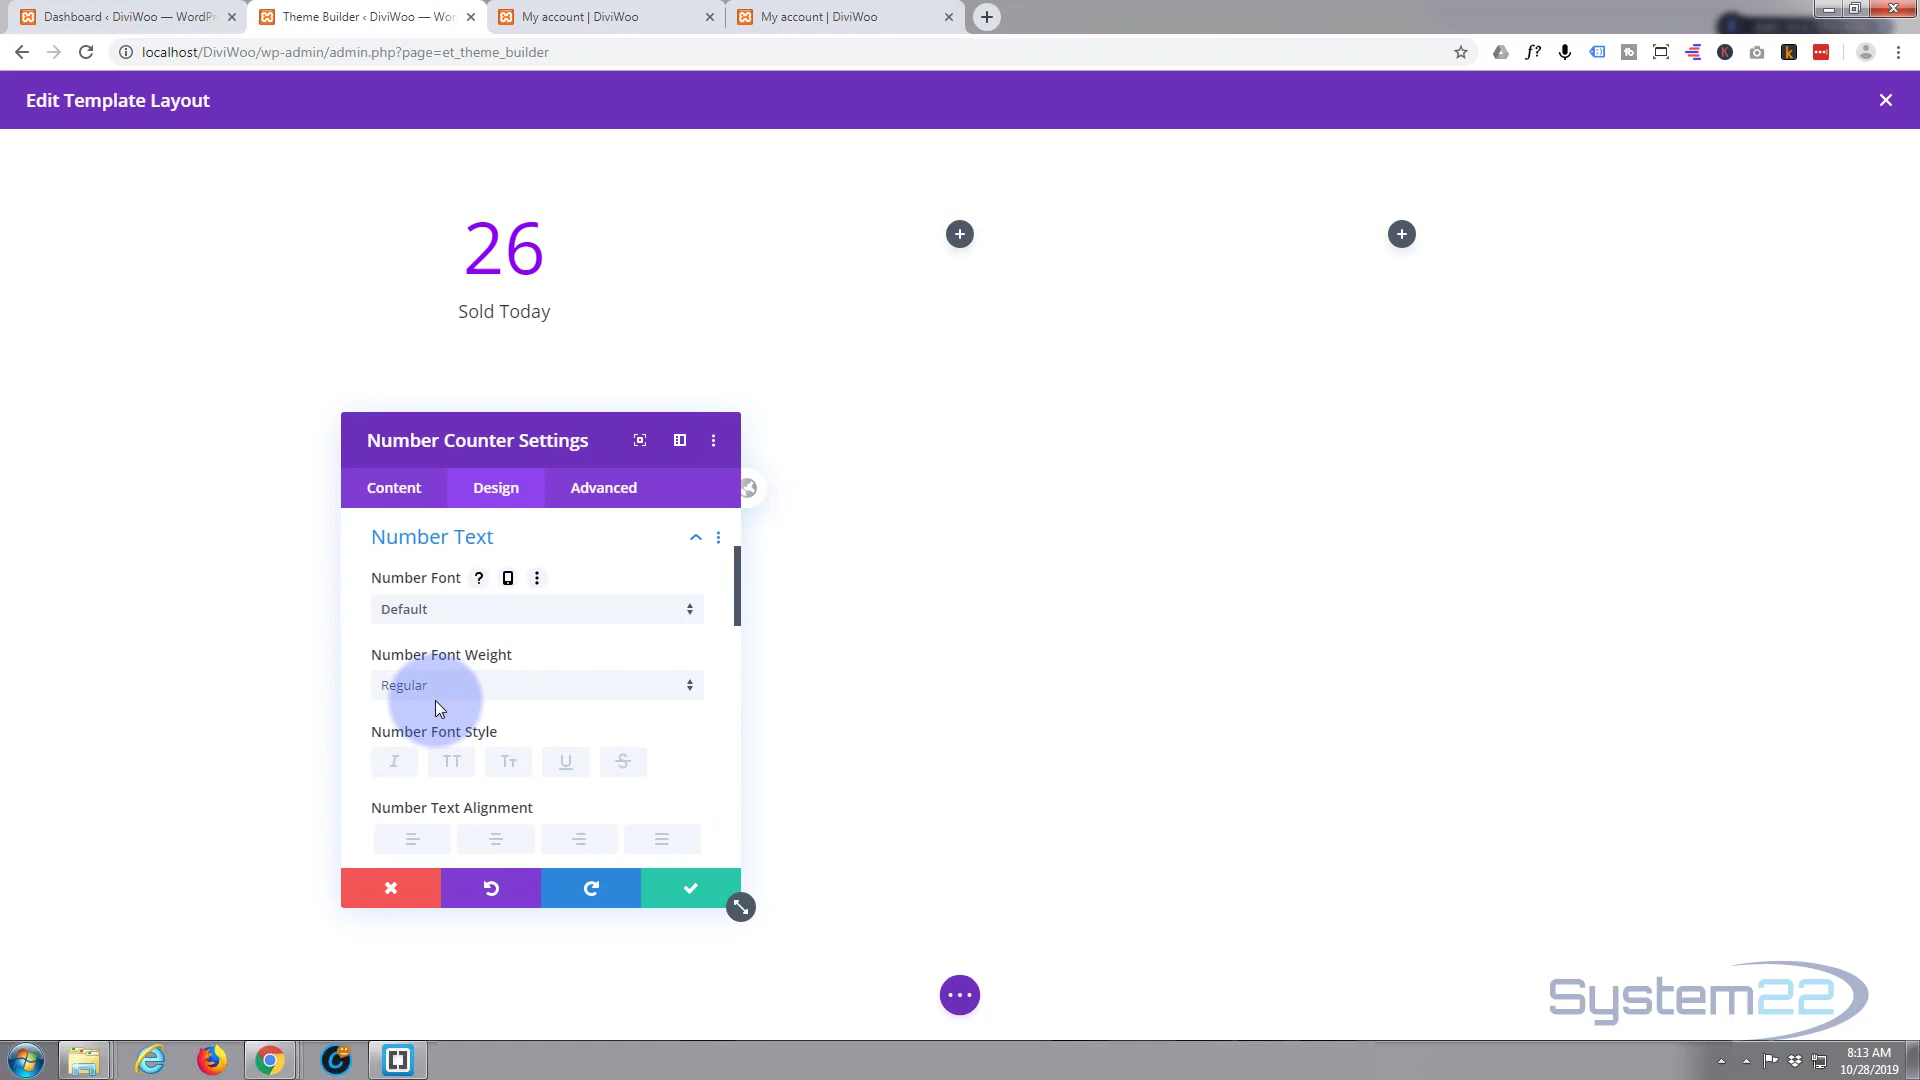 Dashboard ‹ DiviWoo — WordPr
Theme Builder ‹ DiviWoo — Wor
My account | DiviWoo
My account | DiviWoo
localhost/DiviWoo/wp-admin/admin.php?page=et_theme_builder
Edit Template Layout
26
Sold Today
Number Counter Settings
Content
Design
Advanced
Number Text
Number Font ?
Default
Number Font Weight
Regular
Number Font Style
I TT Tт U S
Number Text Alignment
System22
8:13 AM
10/28/2019